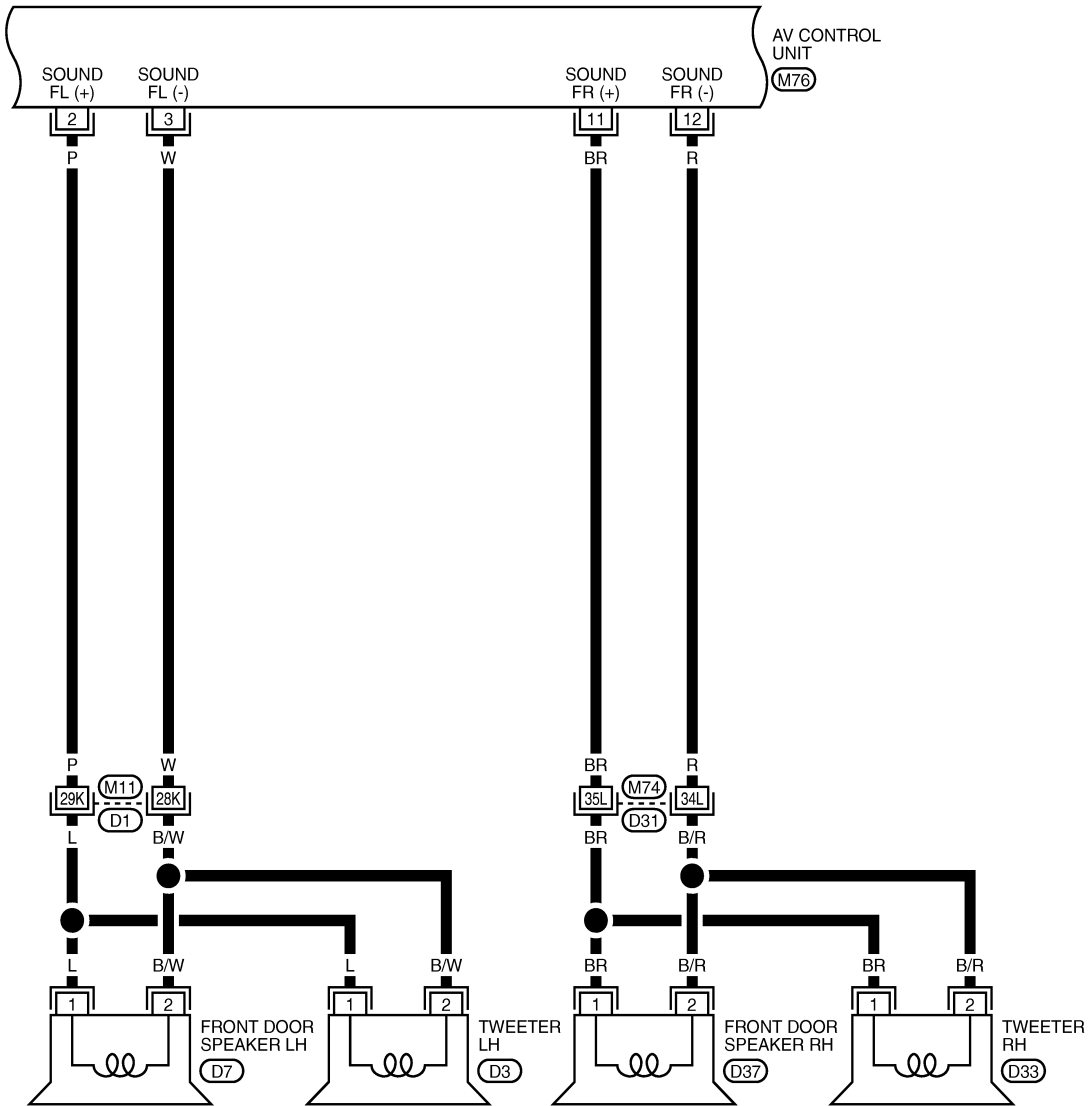 AV CONTROL
UNIT
M76
SOUND
FL (+)
SOUND
FL (-)
SOUND
FR (+)
SOUND
FR (-)
2
3
11
12
P
W
BR
R
P
W
BR
R
29K
M11
D1
28K
35L
M74
D31
34L
L
B/W
BR
B/R
L
B/W
L
B/W
BR
B/R
BR
B/R
1
2
1
2
1
2
1
2
FRONT DOOR
SPEAKER LH
D7
TWEETER
LH
D3
FRONT DOOR
SPEAKER RH
D37
TWEETER
RH
D33